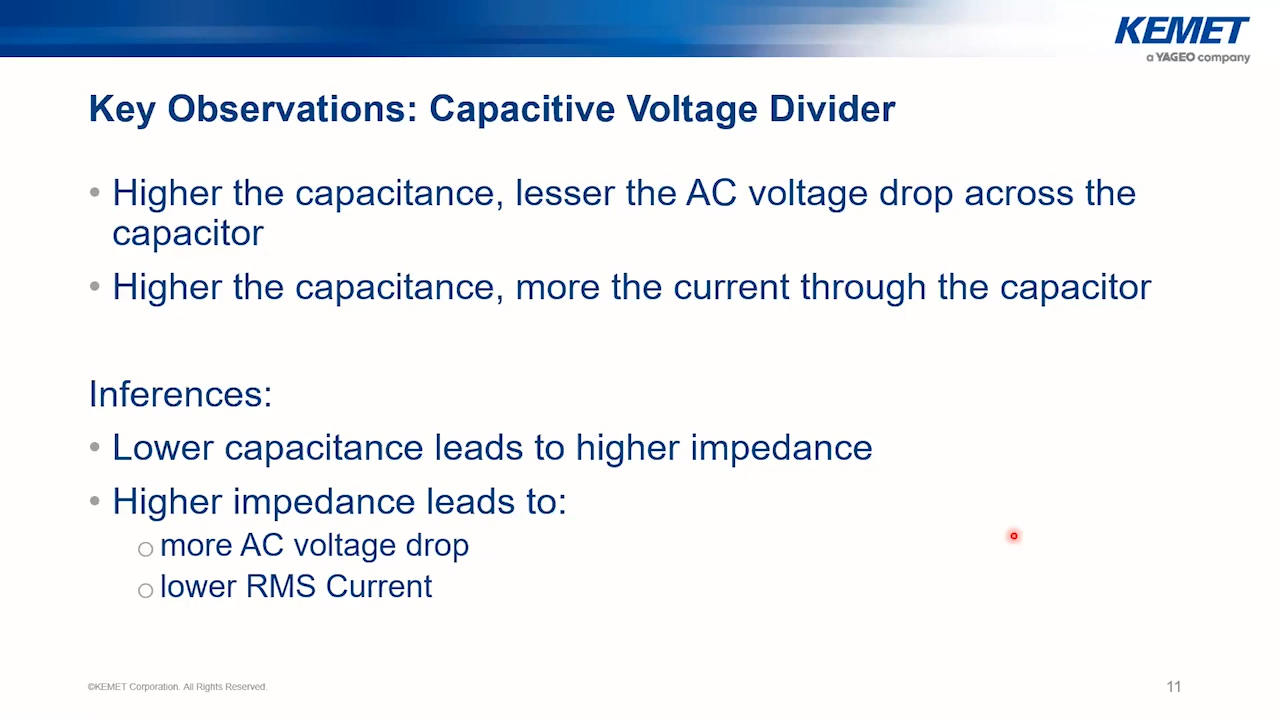 KEMET
a YAGEO company
Key Observations: Capacitive Voltage Divider
• Higher the capacitance, lesser the AC voltage drop across the
capacitor
• Higher the capacitance, more the current through the capacitor
Inferences:
• Lower capacitance leads to higher impedance
• Higher impedance leads to:
○ more AC voltage drop
○ lower RMS Current
©KEMET Corporation. All Rights Reserved.
11